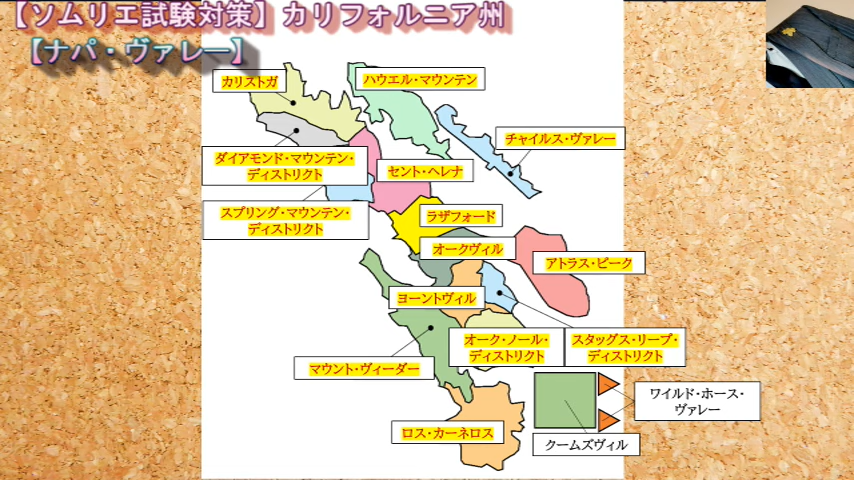 【ソムリエ試験対策】カリフォルニア州
【ナパ・ヴァレー】
カリストガ
ハウエル・マウンテン
チャイルス・ヴァレー
ダイアモンド・マウンテン・
ディストリクト
セント・ヘレナ
スプリング・マウンテン・
ディストリクト
ラザフォード
オークヴィル
アトラス・ピーク
ヨーントヴィル
オーク・ノール・
ディストリクト
スタッグス・リープ・
ディストリクト
マウント・ヴィーダー
ワイルド・ホース・
ヴァレー
ロス・カーネロス
クームズヴィル